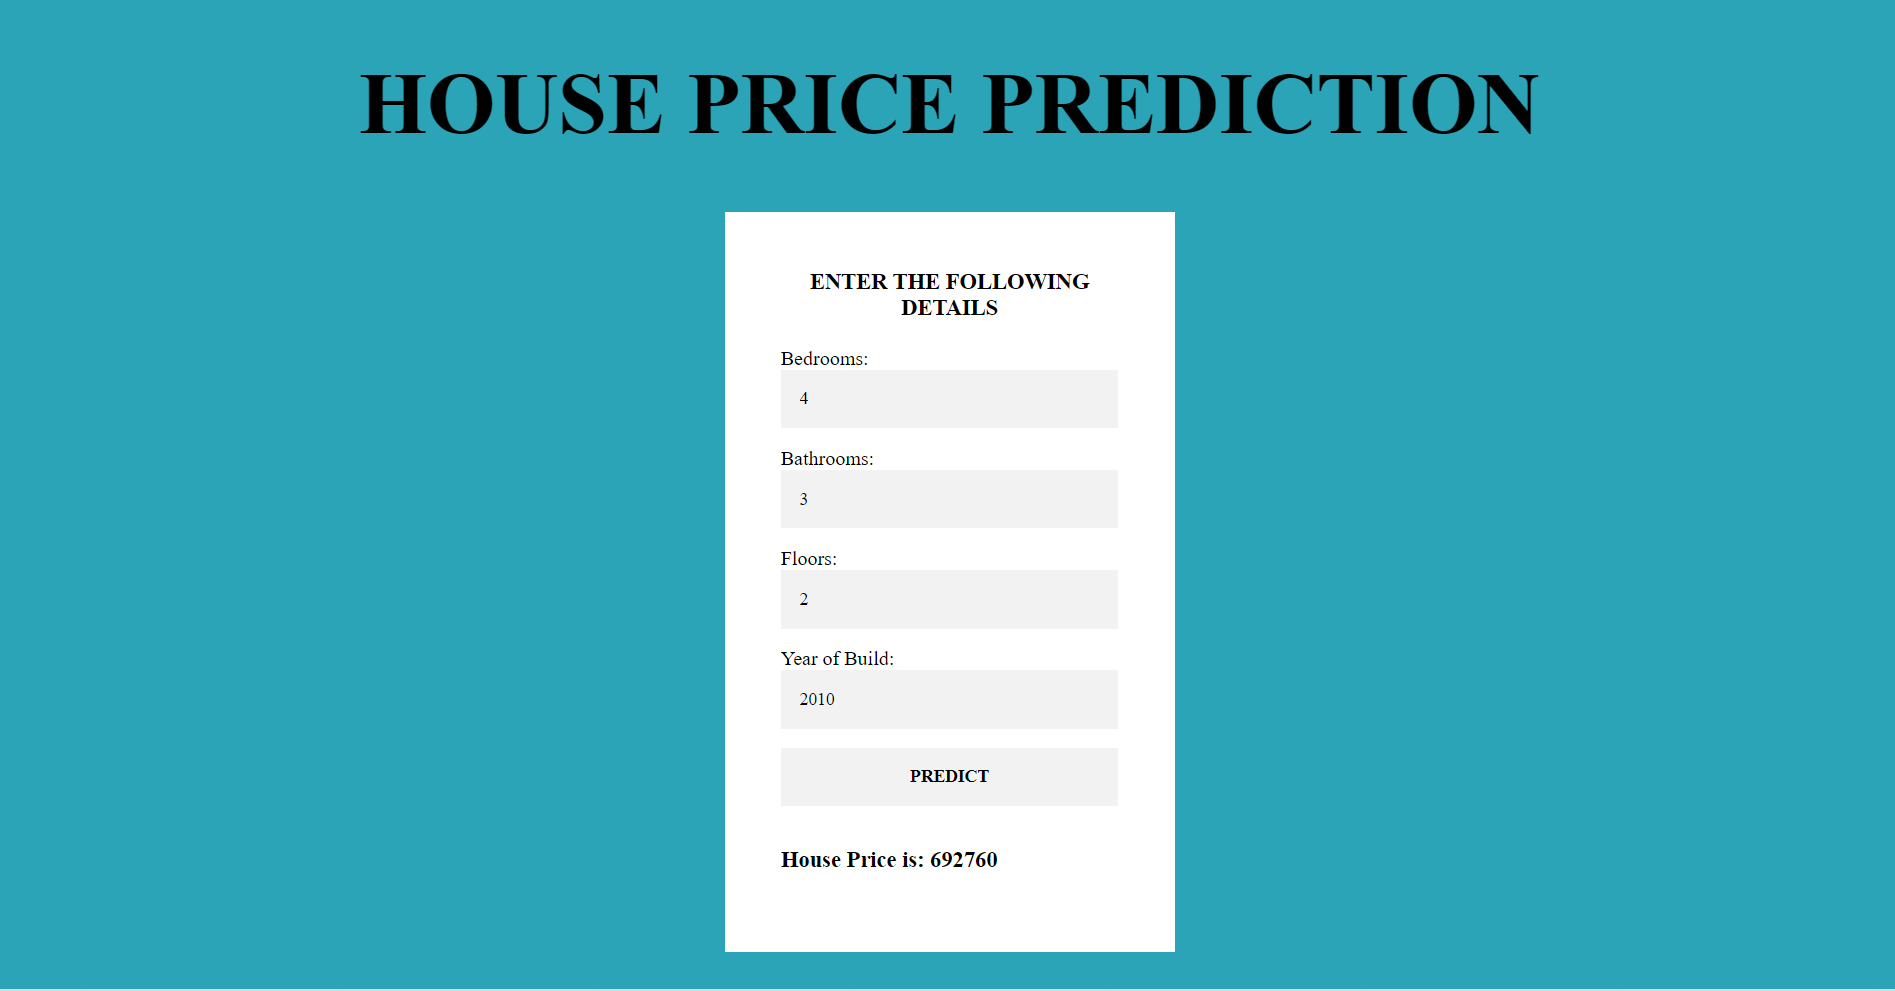 HOUSE PRICE PREDICTION
ENTER THE FOLLOWING
DETAILS
Bedrooms:
4
Bathrooms:
3
Floors:
2
Year of Build:
2010
PREDICT
House Price is: 692760